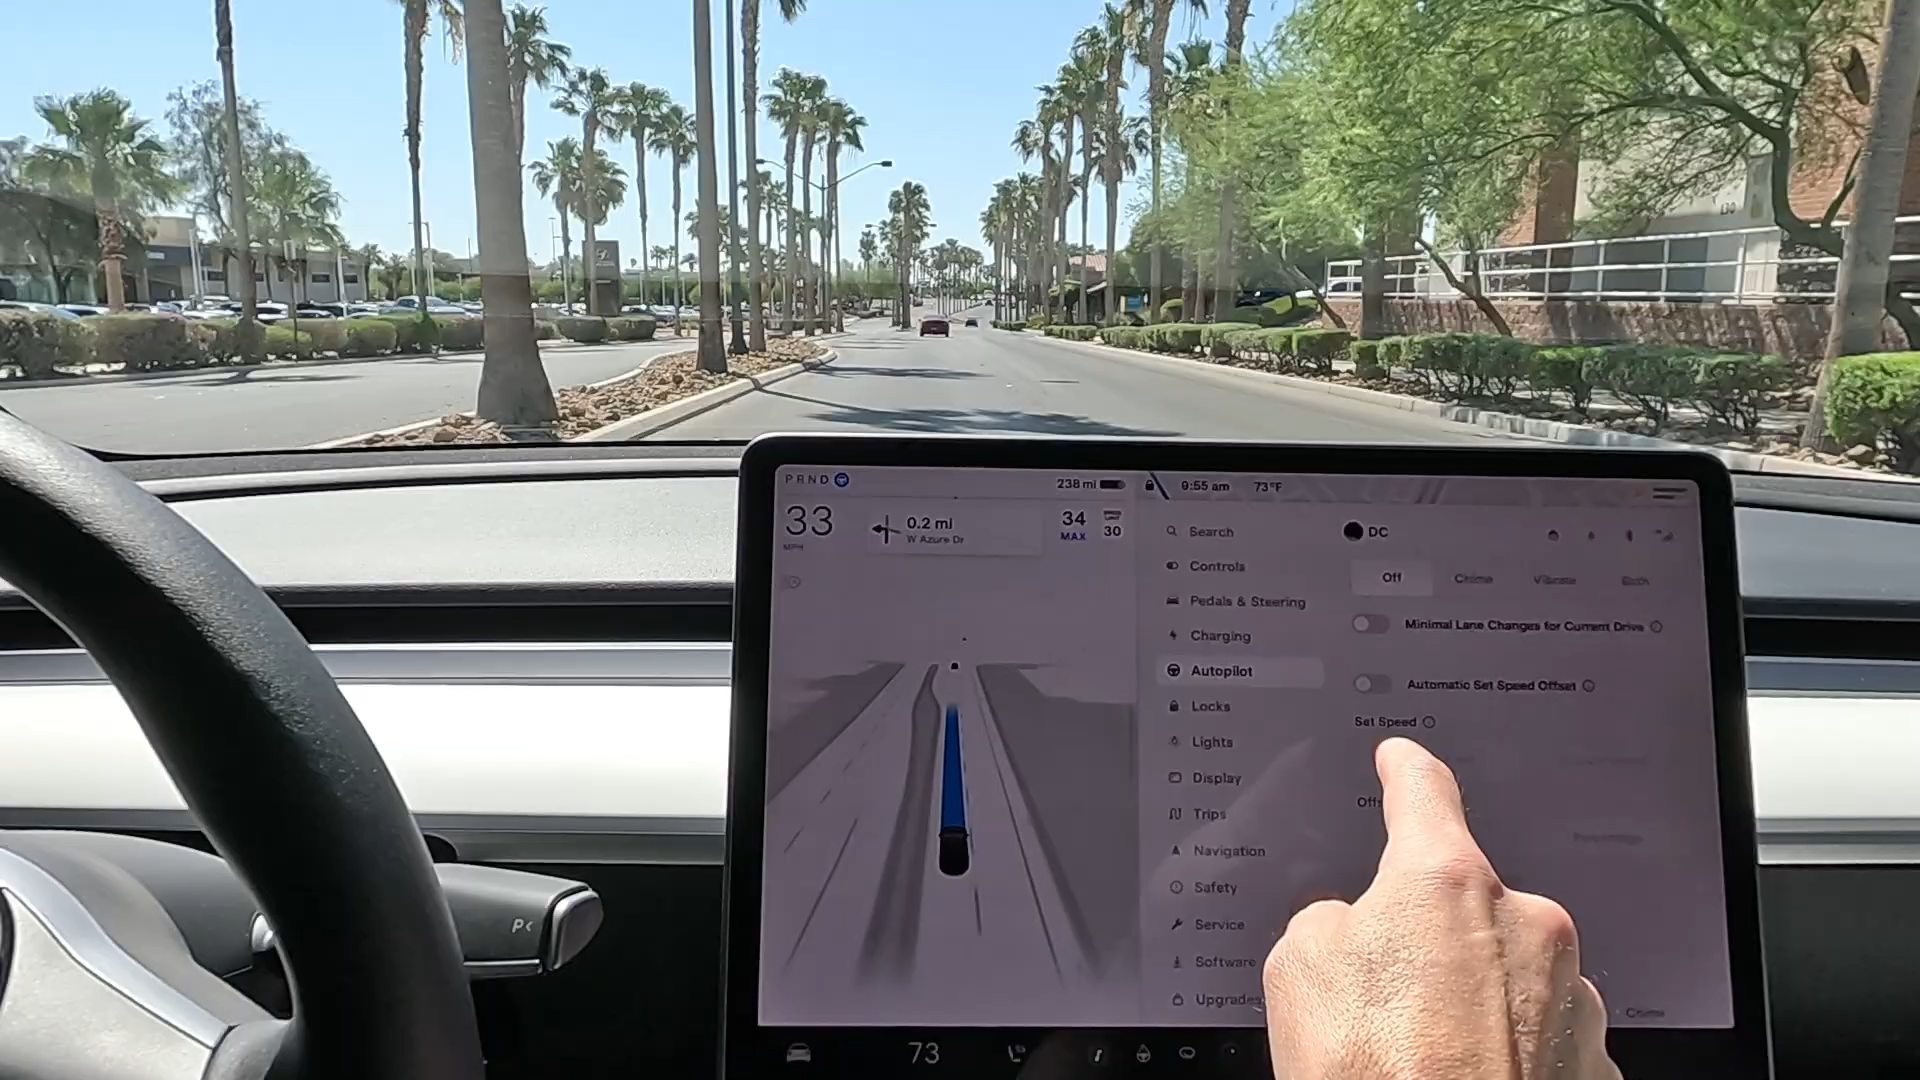 PRND
238 mi
9:55 am
73°F
33
MPH
0.2 mi
W Azure Dr
34
MAX
30
Search
Controls
Pedals & Steering
Charging
Autopilot
Locks
Lights
Display
Trips
Navigation
Safety
Service
Software
Upgrades
DC
Off
Chime
Vibrate
Both
Minimal Lane Changes for Current Drive
Automatic Set Speed Offset
Set Speed
Percentage
Chime
73
P<